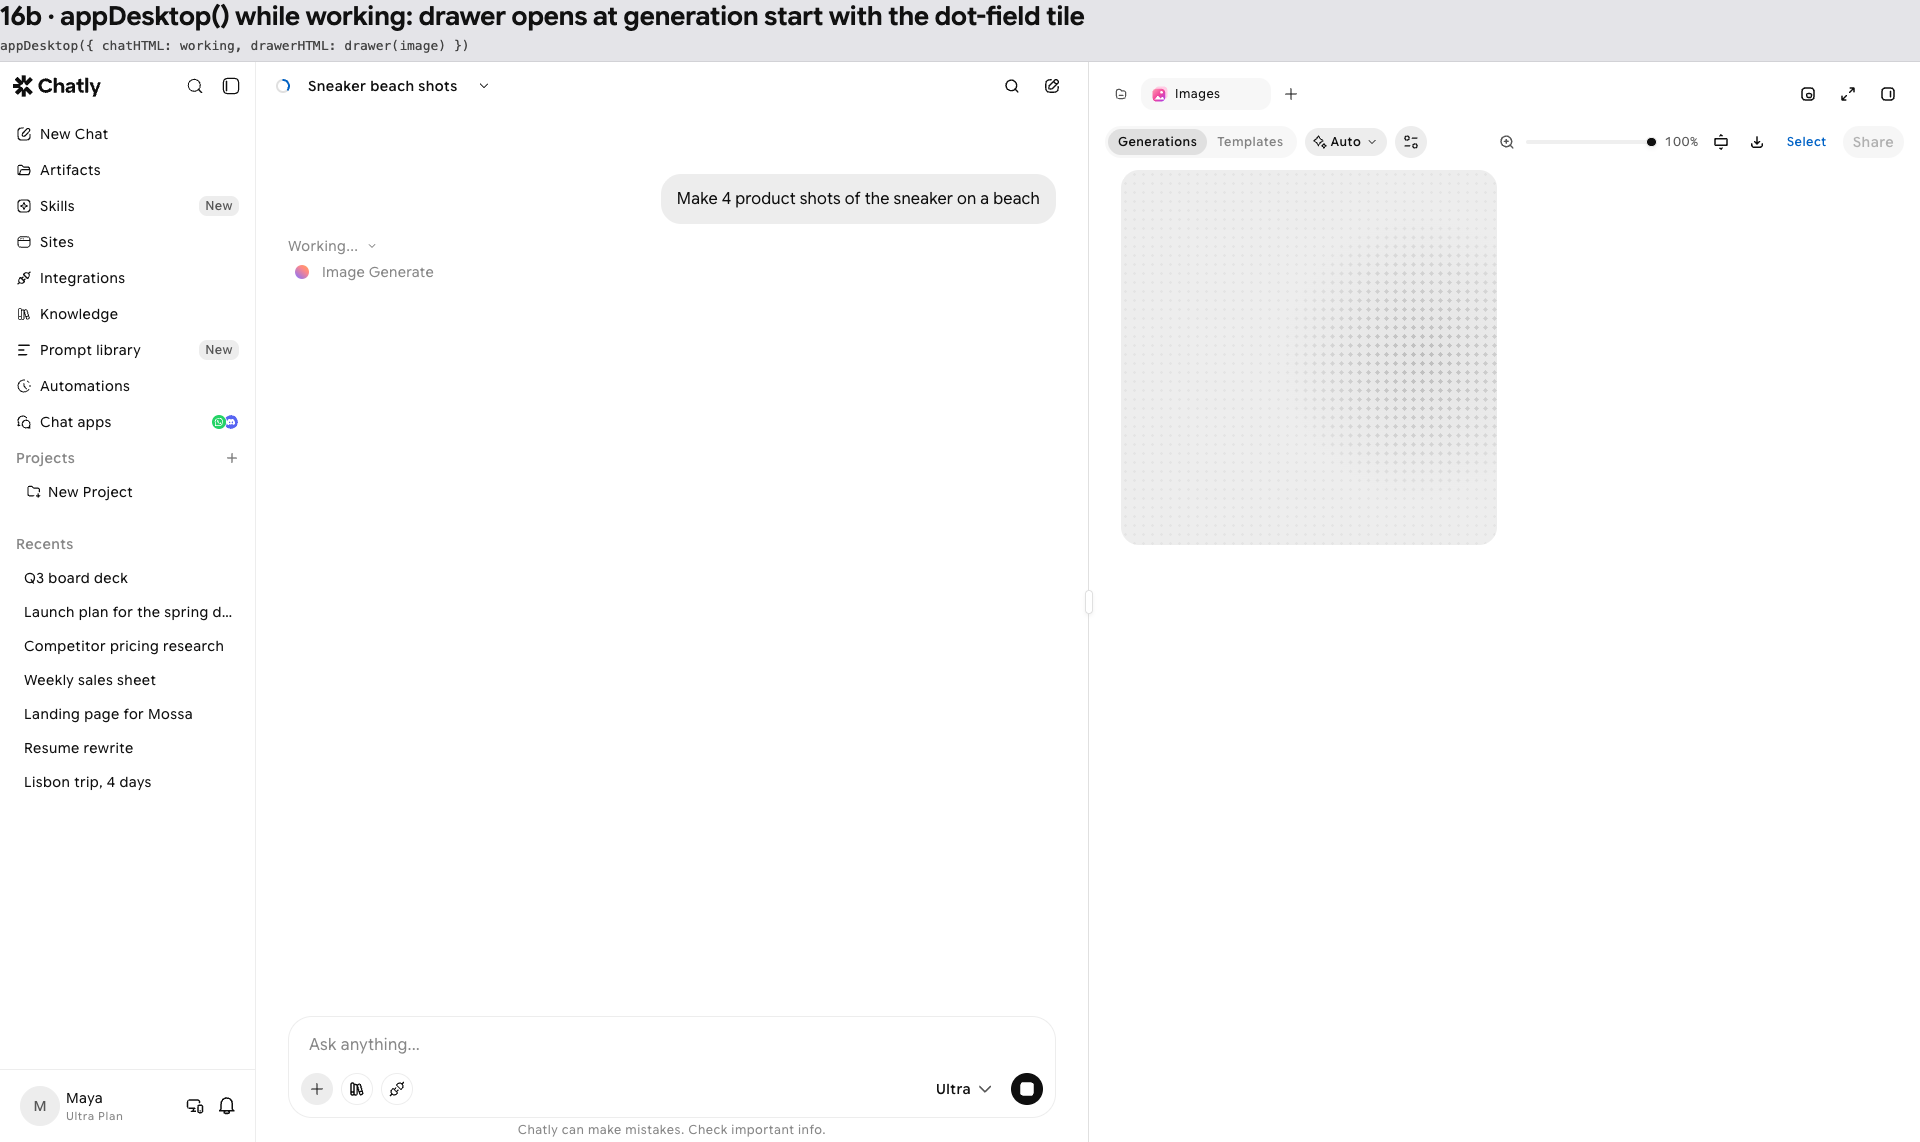 16b · appDesktop() while working: drawer opens at generation start with the dot-field tile
appDesktop({ chatHTML: working, drawerHTML: drawer(image) })
Chatly
New Chat
Artifacts
Skills New
Sites
Integrations
Knowledge
Prompt library New
Automations
Chat apps
Projects
New Project
Recents
Q3 board deck
Launch plan for the spring d...
Competitor pricing research
Weekly sales sheet
Landing page for Mossa
Resume rewrite
Lisbon trip, 4 days
M
Maya
Ultra Plan
Sneaker beach shots
Make 4 product shots of the sneaker on a beach
Working...
Image Generate
Ask anything...
Ultra
Chatly can make mistakes. Check important info.
Images
Generations Templates Auto 100% Select Share